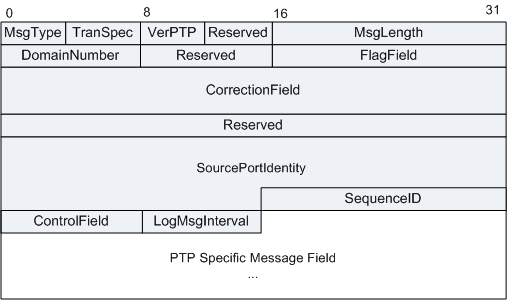 0 8 16 31
MsgType TranSpec VerPTP Reserved MsgLength
DomainNumber Reserved FlagField
CorrectionField
Reserved
SourcePortIdentity
SequenceID
ControlField LogMsgInterval
PTP Specific Message Field
...